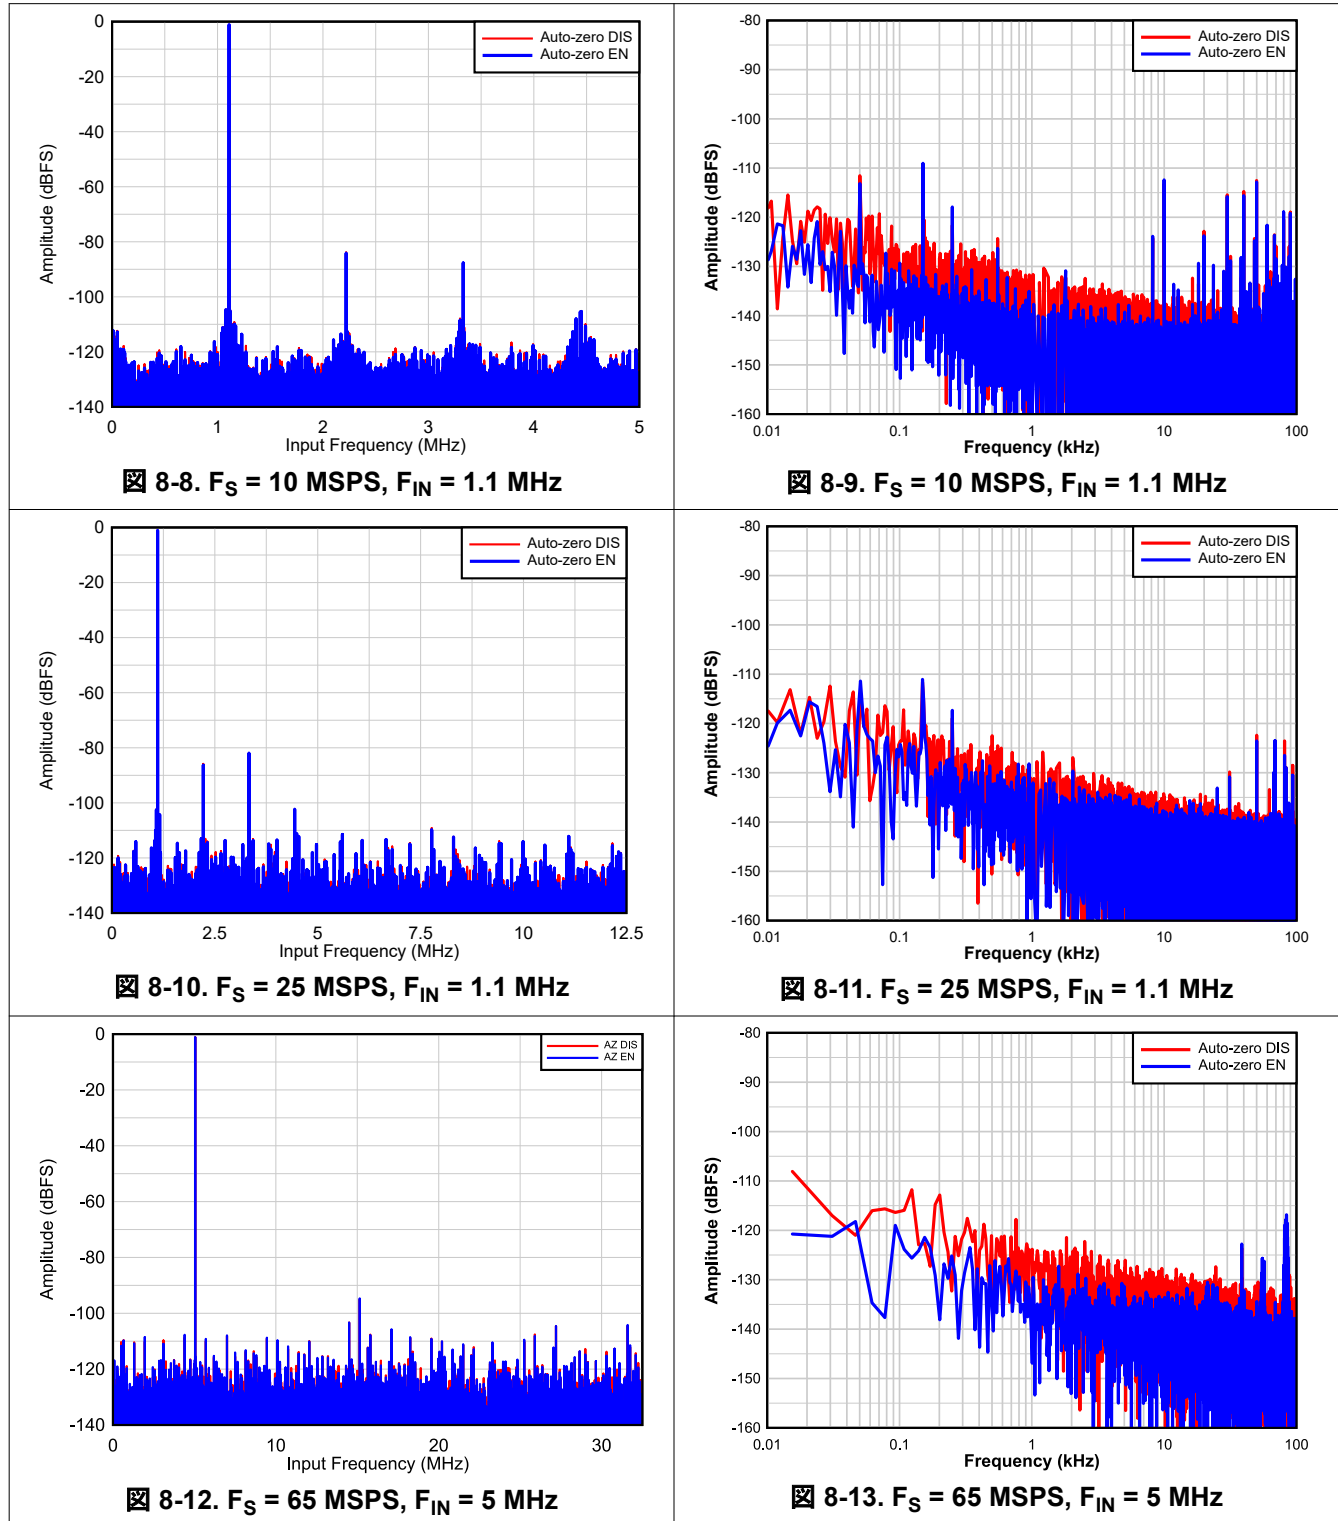 0
-20
-40
-60
-80
-100
-120
-140
Amplitude (dBFS)
Auto-zero DIS
Auto-zero EN
0 1 2 3 4 5
Input Frequency (MHz)
図 8-8. FS = 10 MSPS, FIN = 1.1 MHz
-80
-90
-100
-110
-120
-130
-140
-150
-160
Amplitude (dBFS)
Auto-zero DIS
Auto-zero EN
0.01 0.1 1 10 100
Frequency (kHz)
図 8-9. FS = 10 MSPS, FIN = 1.1 MHz
0
-20
-40
-60
-80
-100
-120
-140
Amplitude (dBFS)
Auto-zero DIS
Auto-zero EN
0 2.5 5 7.5 10 12.5
Input Frequency (MHz)
図 8-10. FS = 25 MSPS, FIN = 1.1 MHz
-80
-90
-100
-110
-120
-130
-140
-150
-160
Amplitude (dBFS)
Auto-zero DIS
Auto-zero EN
0.01 0.1 1 10 100
Frequency (kHz)
図 8-11. FS = 25 MSPS, FIN = 1.1 MHz
0
-20
-40
-60
-80
-100
-120
-140
Amplitude (dBFS)
AZ DIS
AZ EN
0 10 20 30
Input Frequency (MHz)
図 8-12. FS = 65 MSPS, FIN = 5 MHz
-80
-90
-100
-110
-120
-130
-140
-150
-160
Amplitude (dBFS)
Auto-zero DIS
Auto-zero EN
0.01 0.1 1 10 100
Frequency (kHz)
図 8-13. FS = 65 MSPS, FIN = 5 MHz